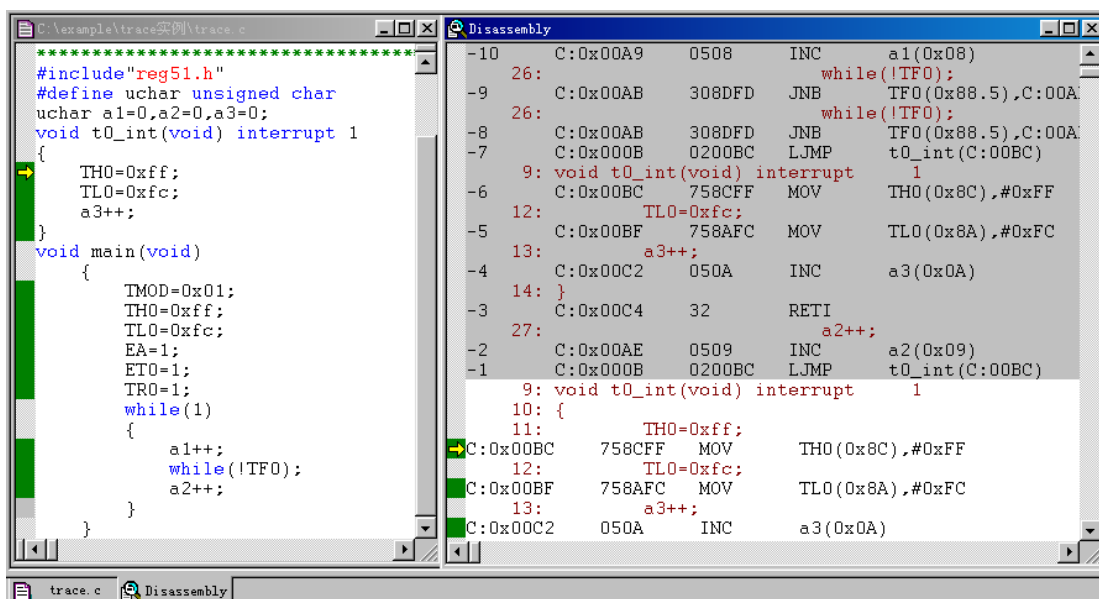 C:\example\trace实例\trace.c
************************************
#include"reg51.h"
#define uchar unsigned char
uchar a1=0,a2=0,a3=0;
void t0_int(void) interrupt 1
{
TH0=0xff;
TL0=0xfc;
a3++;
}
void main(void)
{
TMOD=0x01;
TH0=0xff;
TL0=0xfc;
EA=1;
ET0=1;
TR0=1;
while(1)
{
a1++;
while(!TF0);
a2++;
}
}
Disassembly
-10 C:0x00A9 0508 INC a1(0x08)
26: while(!TF0);
-9 C:0x00AB 308DFD JNB TF0(0x88.5),C:00A
26: while(!TF0);
-8 C:0x00AB 308DFD JNB TF0(0x88.5),C:00A
-7 C:0x000B 0200BC LJMP t0_int(C:00BC)
9: void t0_int(void) interrupt 1
-6 C:0x00BC 758CFF MOV TH0(0x8C),#0xFF
12: TL0=0xfc;
-5 C:0x00BF 758AFC MOV TL0(0x8A),#0xFC
13: a3++;
-4 C:0x00C2 050A INC a3(0x0A)
14: }
-3 C:0x00C4 32 RETI
27: a2++;
-2 C:0x00AE 0509 INC a2(0x09)
-1 C:0x000B 0200BC LJMP t0_int(C:00BC)
9: void t0_int(void) interrupt 1
10: {
11: TH0=0xff;
C:0x00BC 758CFF MOV TH0(0x8C),#0xFF
12: TL0=0xfc;
C:0x00BF 758AFC MOV TL0(0x8A),#0xFC
13: a3++;
C:0x00C2 050A INC a3(0x0A)
trace.c Disassembly